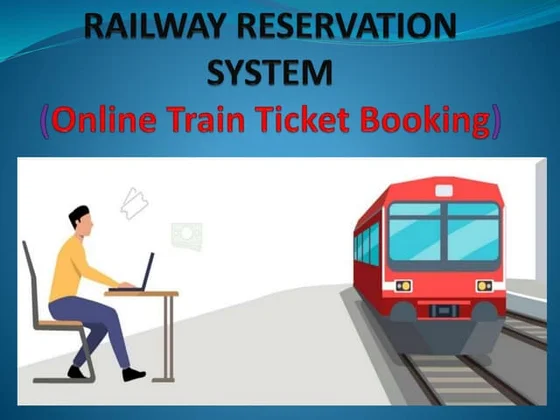 RAILWAY RESERVATION
SYSTEM
(Online Train Ticket Booking)